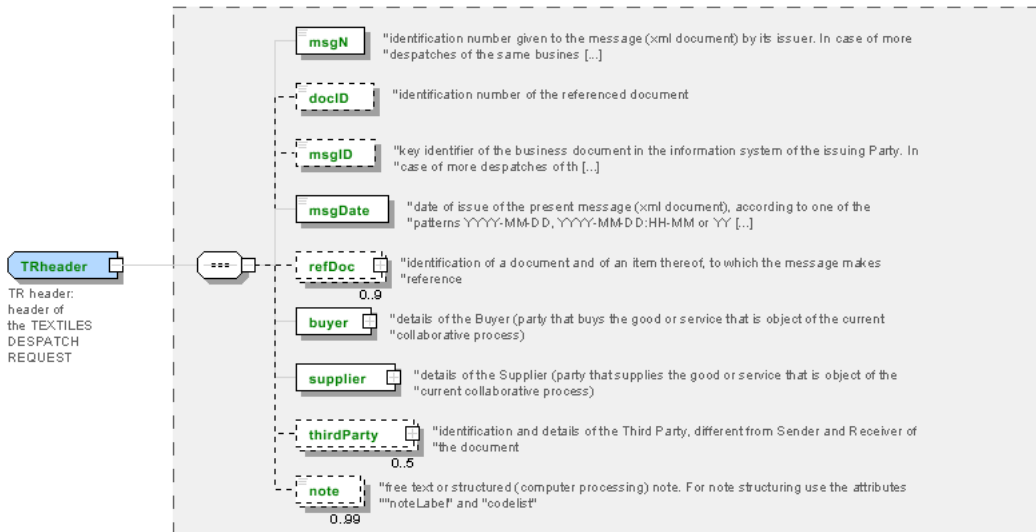 msgN
"identification number given to the message (xml document) by its issuer. In case of more
"despatches of the same busines [...]
docID
"identification number of the referenced document
msgID
"key identifier of the business document in the information system of the issuing Party. In
"case of more despatches of th [...]
msgDate
"date of issue of the present message (xml document), according to one of the
"patterns YYYY-MM-DD, YYYY-MM-DD:HH-MM or YY [...]
TRheader
TR header:
header of
the TEXTILES
DESPATCH
REQUEST
refDoc
0..9
"identification of a document and of an item thereof, to which the message makes
"reference
buyer
"details of the Buyer (party that buys the good or service that is object of the current
"collaborative process)
supplier
"details of the Supplier (party that supplies the good or service that is object of the
"current collaborative process)
thirdParty
0..5
"identification and details of the Third Party, different from Sender and Receiver of
"the document
note
0..99
"free text or structured (computer processing) note. For note structuring use the attributes
""noteLabel" and "codelist"